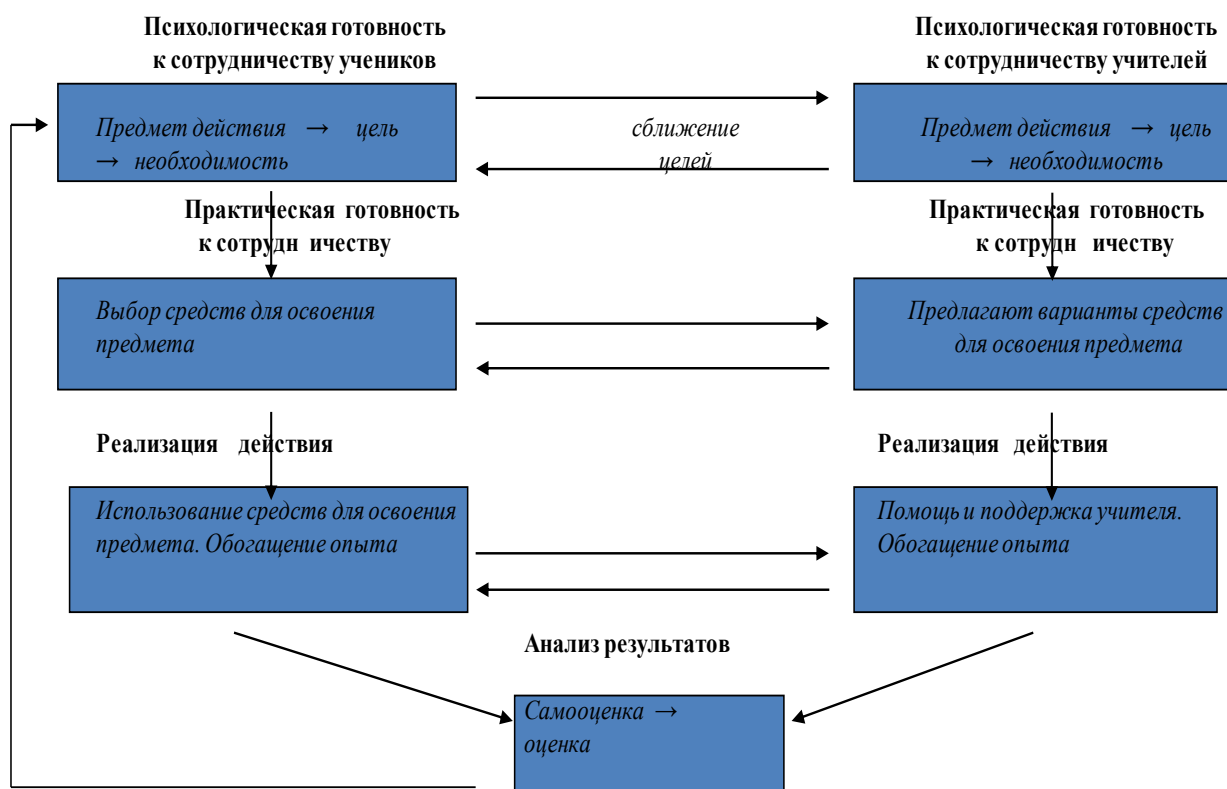 Психологическая готовность
к сотрудничеству учеников
Психологическая готовность
к сотрудничеству учителей
Предмет действия → цель
→ необходимость
сближение
целей
Предмет действия → цель
→ необходимость
Практическая готовность
к сотрудн ичеству
Практическая готовность
к сотрудн ичеству
Выбор средств для освоения
предмета
Предлагают варианты средств
для освоения предмета
Реализация действия
Реализация действия
Использование средств для освоения
предмета. Обогащение опыта
Помощь и поддержка учителя.
Обогащение опыта
Анализ результатов
Самооценка →
оценка